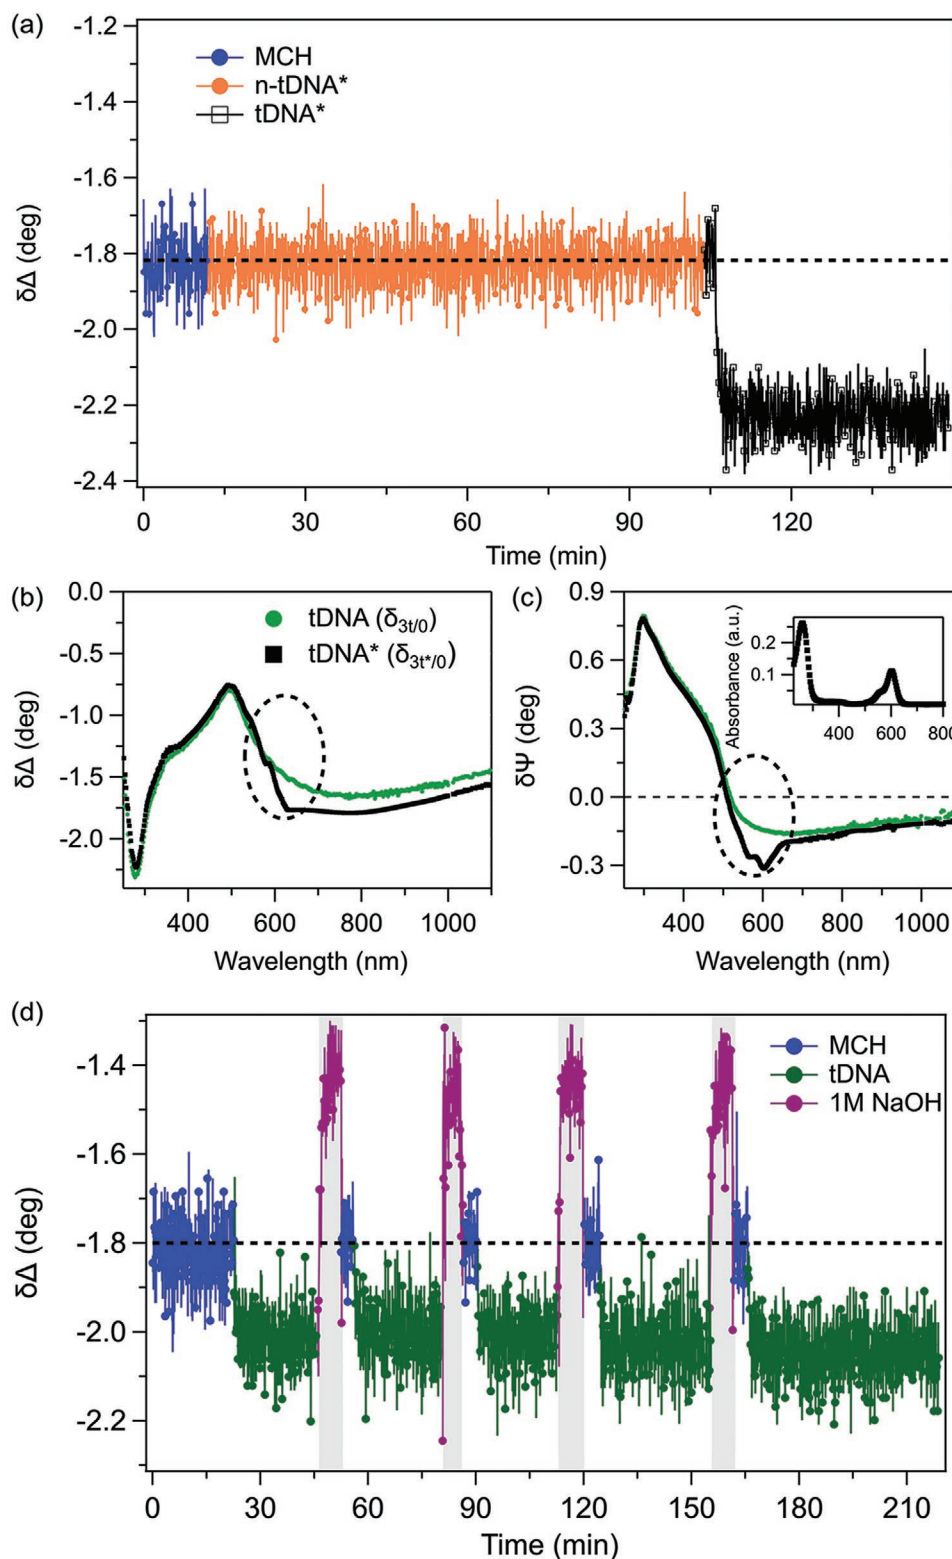 (a)
-1.2
-1.4
-1.6
-1.8
-2.0
-2.2
-2.4
δΔ (deg)
MCH
n-tDNA*
tDNA*
0 30 60 90 120
Time (min)
(b)
0.0
-0.5
-1.0
-1.5
-2.0
δΔ (deg)
tDNA (δ3t/0)
tDNA* (δ3t*/0)
400 600 800 1000
Wavelength (nm)
(c)
0.9
0.6
0.3
0.0
-0.3
δΨ (deg)
Absorbance (a.u.)
0.2
0.1
400 600 800
400 600 800 1000
Wavelength (nm)
(d)
-1.4
-1.6
-1.8
-2.0
-2.2
δΔ (deg)
MCH
tDNA
1M NaOH
0 30 60 90 120 150 180 210
Time (min)